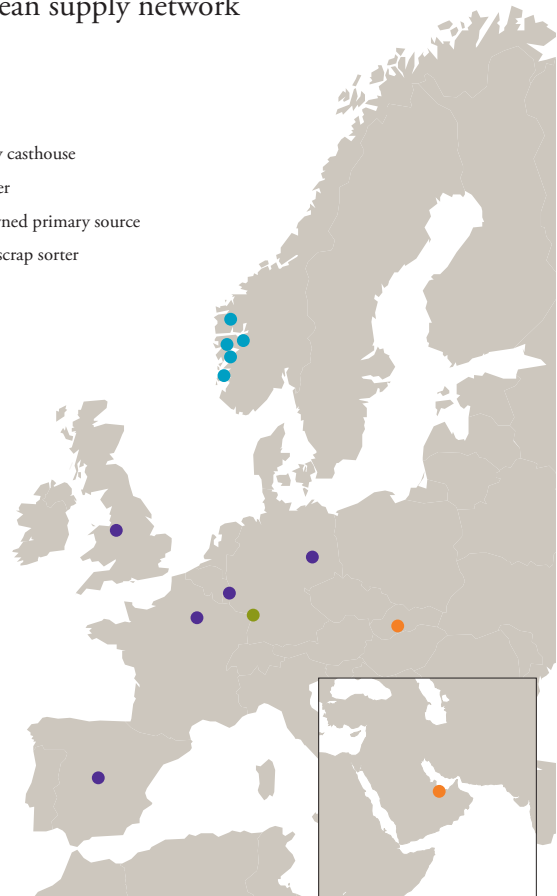 ean supply network
casthouse
er
ned primary source
scrap sorter